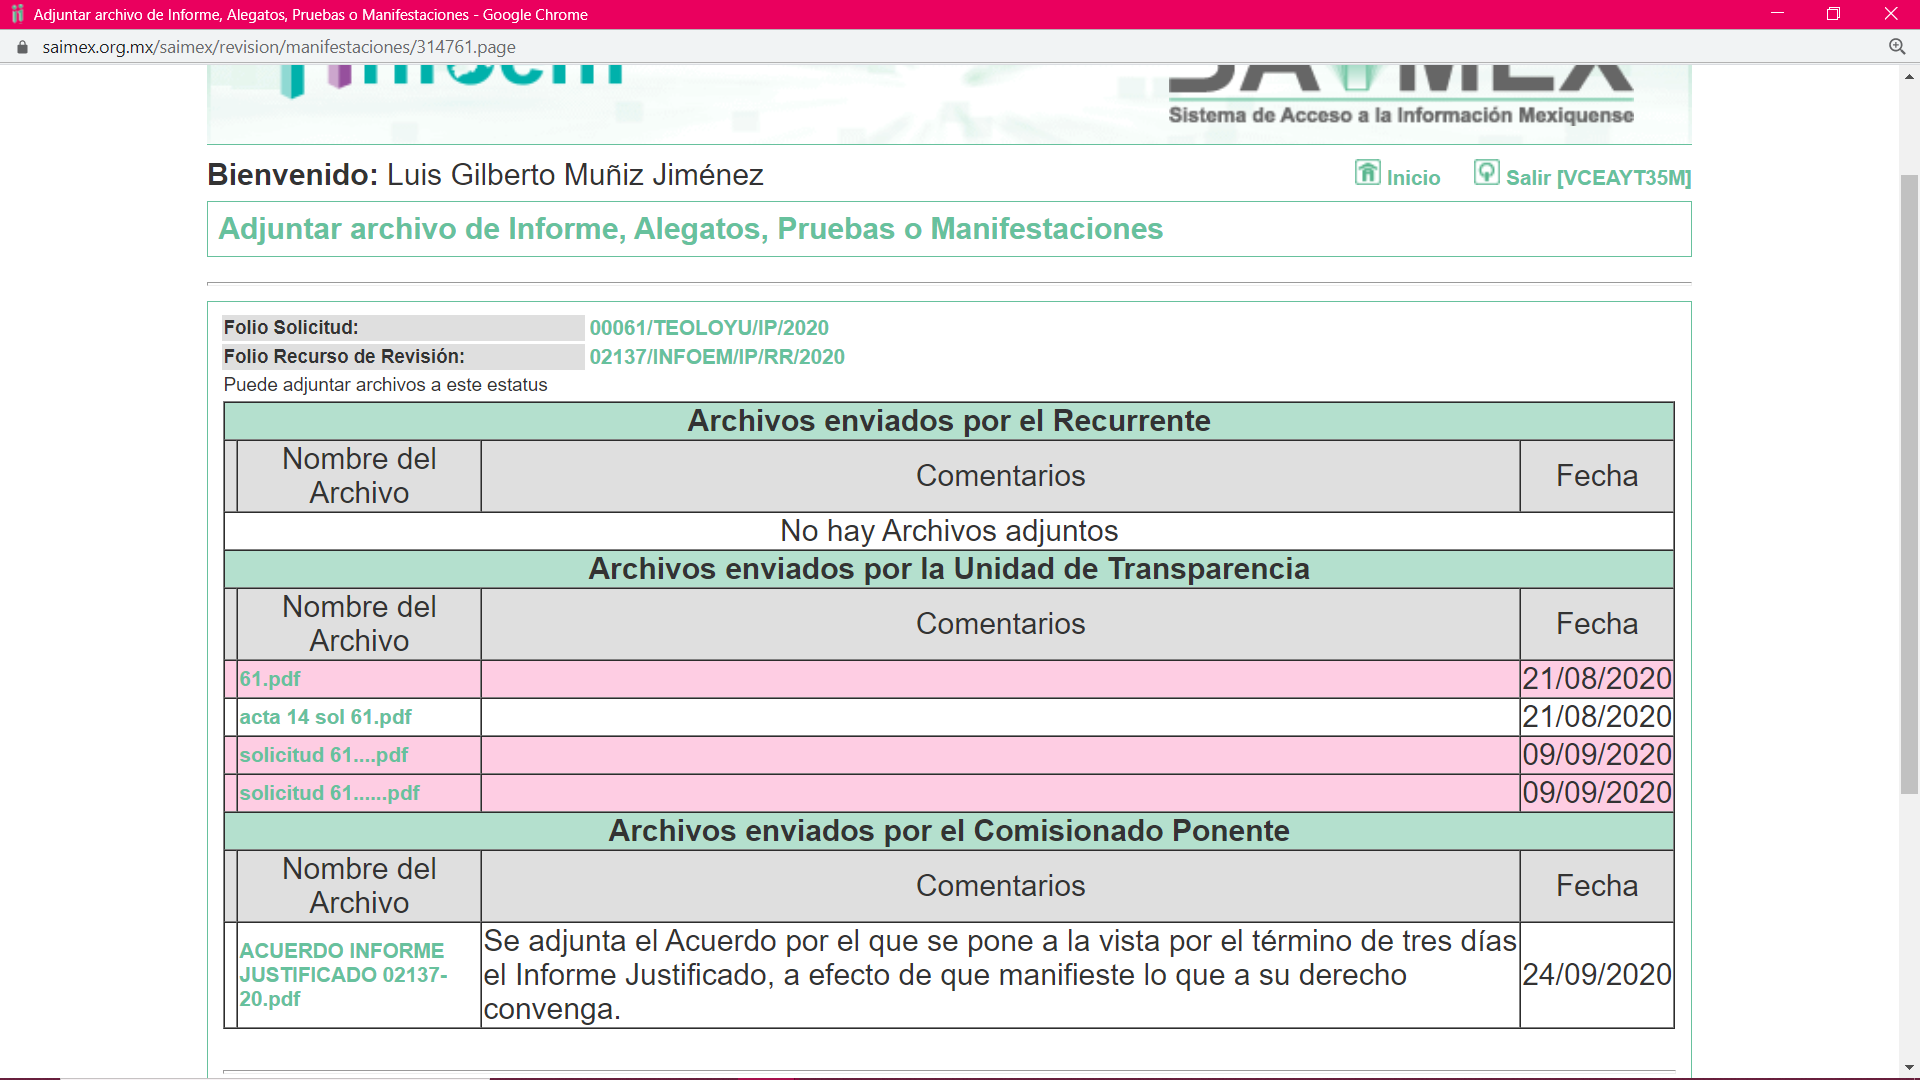 Adjuntar archivo de Informe, Alegatos, Pruebas o Manifestaciones - Google Chrome
saimex.org.mx/saimex/revision/manifestaciones/314761.page
infoem
SAIMEX
Sistema de Acceso a la Información Mexiquense
Bienvenido: Luis Gilberto Muñiz Jiménez
Inicio
Salir [VCEAYT35M]
Adjuntar archivo de Informe, Alegatos, Pruebas o Manifestaciones
Folio Solicitud: 00061/TEOLOYU/IP/2020
Folio Recurso de Revisión: 02137/INFOEM/IP/RR/2020
Puede adjuntar archivos a este estatus
Archivos enviados por el Recurrente
Nombre del
Archivo
Comentarios
Fecha
No hay Archivos adjuntos
Archivos enviados por la Unidad de Transparencia
Nombre del
Archivo
Comentarios
Fecha
61.pdf 21/08/2020
acta 14 sol 61.pdf 21/08/2020
solicitud 61....pdf 09/09/2020
solicitud 61......pdf 09/09/2020
Archivos enviados por el Comisionado Ponente
Nombre del
Archivo
Comentarios
Fecha
ACUERDO INFORME
JUSTIFICADO 02137-
20.pdf
Se adjunta el Acuerdo por el que se pone a la vista por el término de tres días
el Informe Justificado, a efecto de que manifieste lo que a su derecho
convenga.
24/09/2020